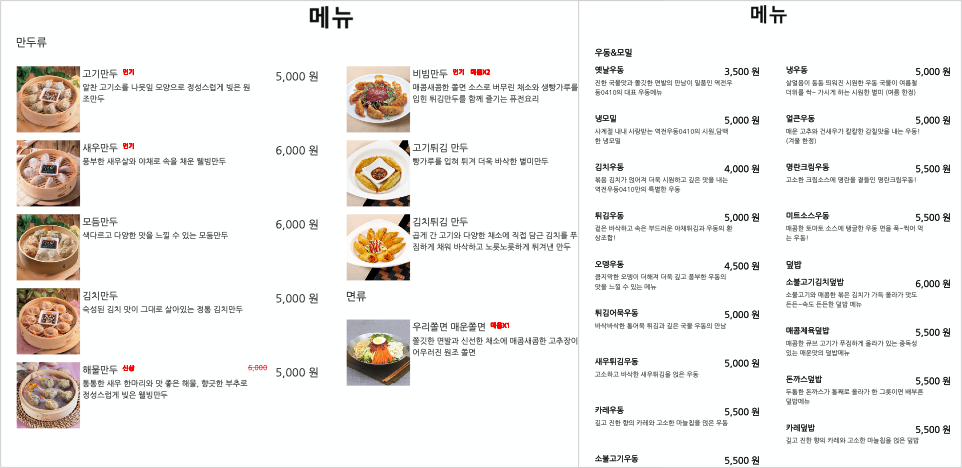 메뉴
만두류
고기만두 인기
5,000 원
알찬 고기소를 나뭇잎 모양으로 정성스럽게 빚은 원
조만두
새우만두 인기
6,000 원
풍부한 새우살과 야채로 속을 채운 웰빙만두
모듬만두
6,000 원
색다르고 다양한 맛을 느낄 수 있는 모듬만두
김치만두
5,000 원
숙성된 김치 맛이 그대로 살아있는 정통 김치만두
해물만두 신상
6,000
5,000 원
통통한 새우 한마리와 맛 좋은 해물, 향긋한 부추로
정성스럽게 빚은 웰빙만두
비빔만두 인기 매움X2
매콤새콤한 쫄면 소스로 버무린 채소와 생빵가루를
입힌 튀김만두를 함께 즐기는 퓨전요리
고기튀김 만두
빵가루를 입혀 튀겨 더욱 바삭한 별미만두
김치튀김 만두
곱게 간 고기와 다양한 채소에 직접 담근 김치를 푸
짐하게 채워 바삭하고 노릇노릇하게 튀겨낸 만두
면류
우리쫄면 매운쫄면 매움X1
쫄깃한 면발과 신선한 채소에 매콤새콤한 고추장이
어우러진 원조 쫄면
메뉴
우동&모밀
옛날우동
3,500 원
진한 국물맛과 쫄깃한 면발의 만남이 일품인 역전우
동0410의 대표 우동메뉴
냉모밀
5,000 원
사계절 내내 사랑받는 역전우동0410의 시원,담백
한 냉모밀
김치우동
4,000 원
볶음 김치가 얹어져 더욱 시원하고 깊은 맛을 내는
역전우동0410만의 특별한 우동
튀김우동
5,000 원
겉은 바삭하고 속은 부드러운 야채튀김과 우동의 환
상조합!
오뎅우동
4,500 원
큼지막한 오뎅이 더해져 더욱 깊고 풍부한 우동의
맛을 느낄 수 있는 메뉴
튀김어묵우동
5,000 원
바삭바삭한 통어묵 튀김과 깊은 국물 우동의 만남
새우튀김우동
5,000 원
고소하고 바삭한 새우튀김을 얹은 우동
카레우동
5,500 원
깊고 진한 향의 카레와 고소한 마늘칩을 얹은 우동
소불고기우동
5,500 원
냉우동
5,000 원
살얼음이 동동 띄워진 시원한 우동 국물이 여름철
더위를 싹~ 가시게 하는 시원한 별미 (여름 한정)
얼큰우동
5,000 원
매운 고추와 건새우가 칼칼한 감칠맛을 내는 우동!
(겨울 한정)
명란크림우동
5,500 원
고소한 크림소스에 명란을 곁들인 명란크림우동!
미트소스우동
5,500 원
매콤한 토마토 소스에 탱글한 우동 면을 푹~찍어 먹
는 우동!
덮밥
소불고기김치덮밥
6,000 원
소불고기와 매콤한 볶은 김치가 가득 올라가 맛도
든든~속도 든든한 덮밥 메뉴
매콤제육덮밥
5,500 원
매콤한 큐브 고기가 푸짐하게 올라가 있는 중독성
있는 매운맛의 덮밥메뉴
돈까스덮밥
5,500 원
두툼한 돈까스가 통째로 올라가 한 그릇이면 배부른
덮밥메뉴
카레덮밥
5,500 원
깊고 진한 향의 카레와 고소한 마늘칩을 얹은 덮밥